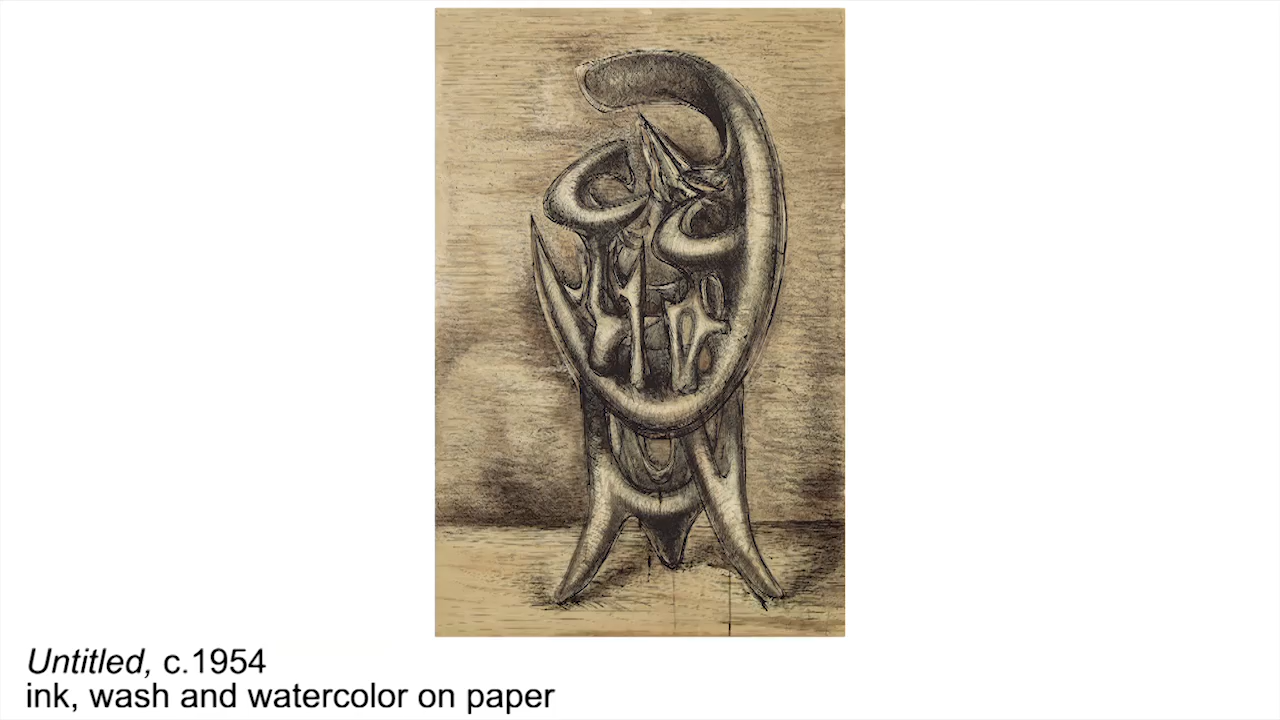 Untitled, c.1954
ink, wash and watercolor on paper